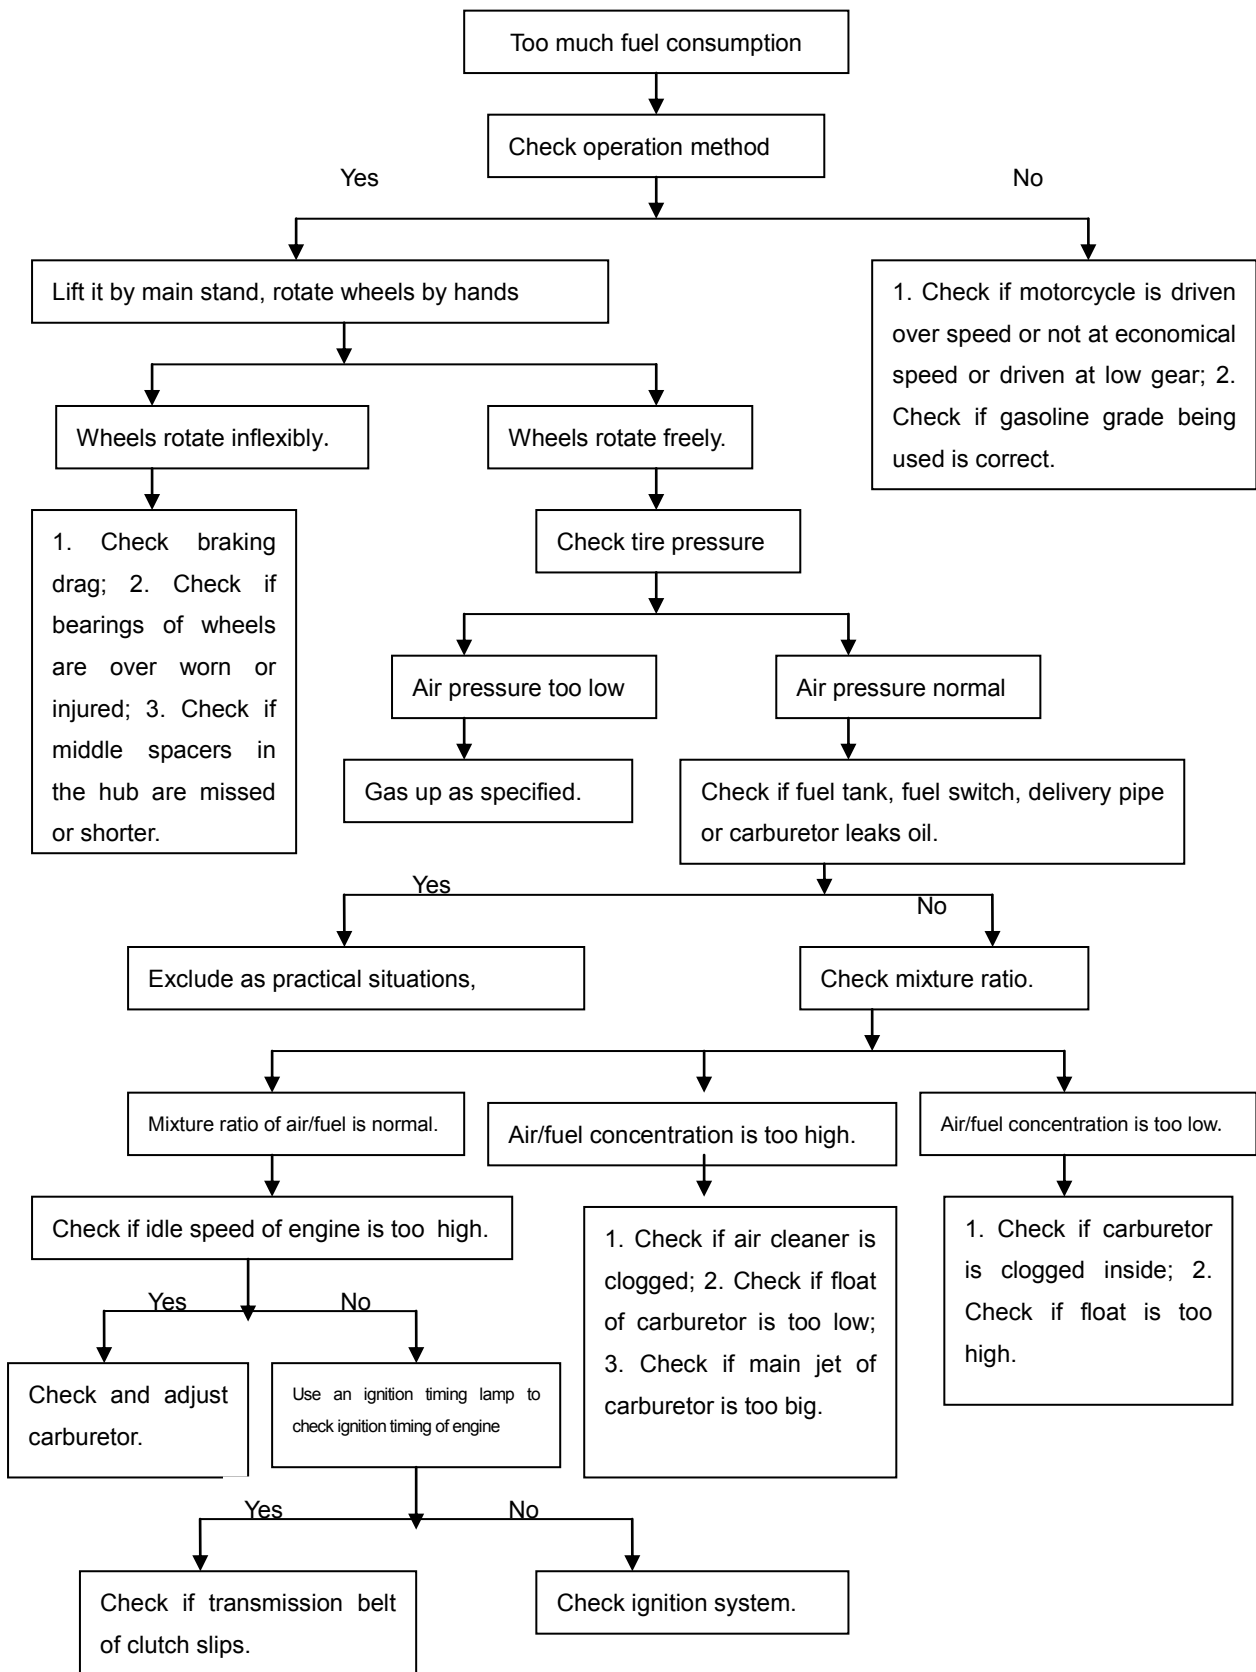 Too much fuel consumption
Check operation method
Yes
No
Lift it by main stand, rotate wheels by hands
1. Check if motorcycle is driven
over speed or not at economical
speed or driven at low gear; 2.
Check if gasoline grade being
used is correct.
Wheels rotate inflexibly.
Wheels rotate freely.
1. Check braking
drag; 2. Check if
bearings of wheels
are over worn or
injured; 3. Check if
middle spacers in
the hub are missed
or shorter.
Check tire pressure
Air pressure too low
Air pressure normal
Gas up as specified.
Check if fuel tank, fuel switch, delivery pipe
or carburetor leaks oil.
Yes
No
Exclude as practical situations,
Check mixture ratio.
Mixture ratio of air/fuel is normal.
Air/fuel concentration is too high.
Air/fuel concentration is too low.
Check if idle speed of engine is too high.
1. Check if air cleaner is
clogged; 2. Check if float
of carburetor is too low;
3. Check if main jet of
carburetor is too big.
1. Check if carburetor
is clogged inside; 2.
Check if float is too
high.
Yes
No
Check and adjust
carburetor.
Use an ignition timing lamp to
check ignition timing of engine
Yes
No
Check if transmission belt
of clutch slips.
Check ignition system.